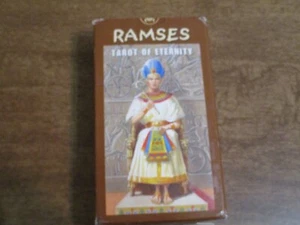 RAMSES
TAROT OF ETERNITY